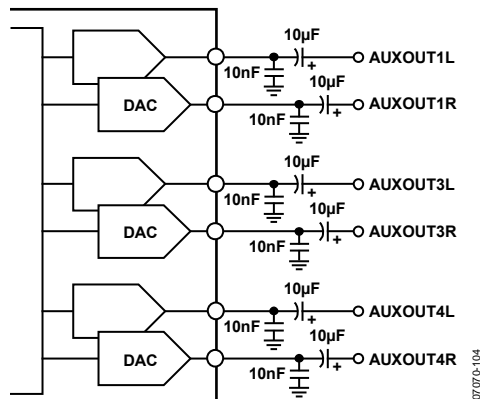 10µF
+
AUXOUT1L
10nF
10µF
DAC
+
AUXOUT1R
10nF
10µF
+
AUXOUT3L
10nF
10µF
DAC
+
AUXOUT3R
10nF
10µF
+
AUXOUT4L
10nF
10µF
DAC
+
AUXOUT4R
10nF
07070-104